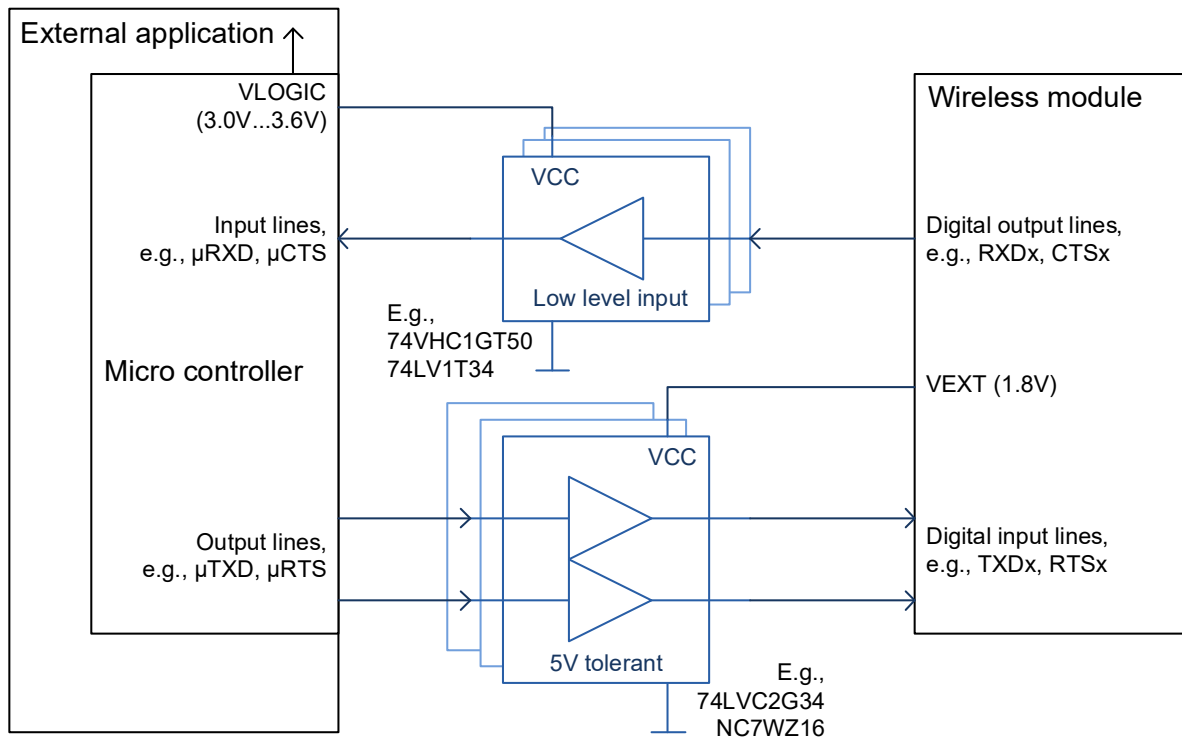 External application
VLOGIC
(3.0V...3.6V)
Wireless module
VCC
Input lines,
e.g., µRXD, µCTS
Digital output lines,
e.g., RXDx, CTSx
Low level input
E.g.,
74VHC1GT50
74LV1T34
Micro controller
VEXT (1.8V)
VCC
Output lines,
e.g., µTXD, µRTS
Digital input lines,
e.g., TXDx, RTSx
5V tolerant
E.g.,
74LVC2G34
NC7WZ16